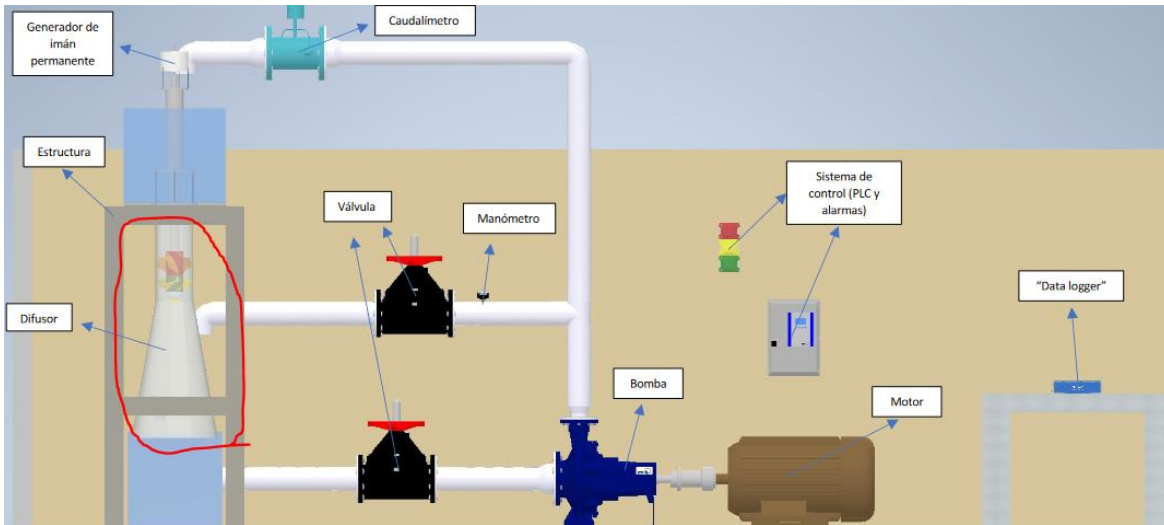 Generador de
imán
permanente
Caudalímetro
Estructura
Válvula
Manómetro
Sistema de
control (PLC y
alarmas)
“Data logger”
Difusor
Bomba
Motor